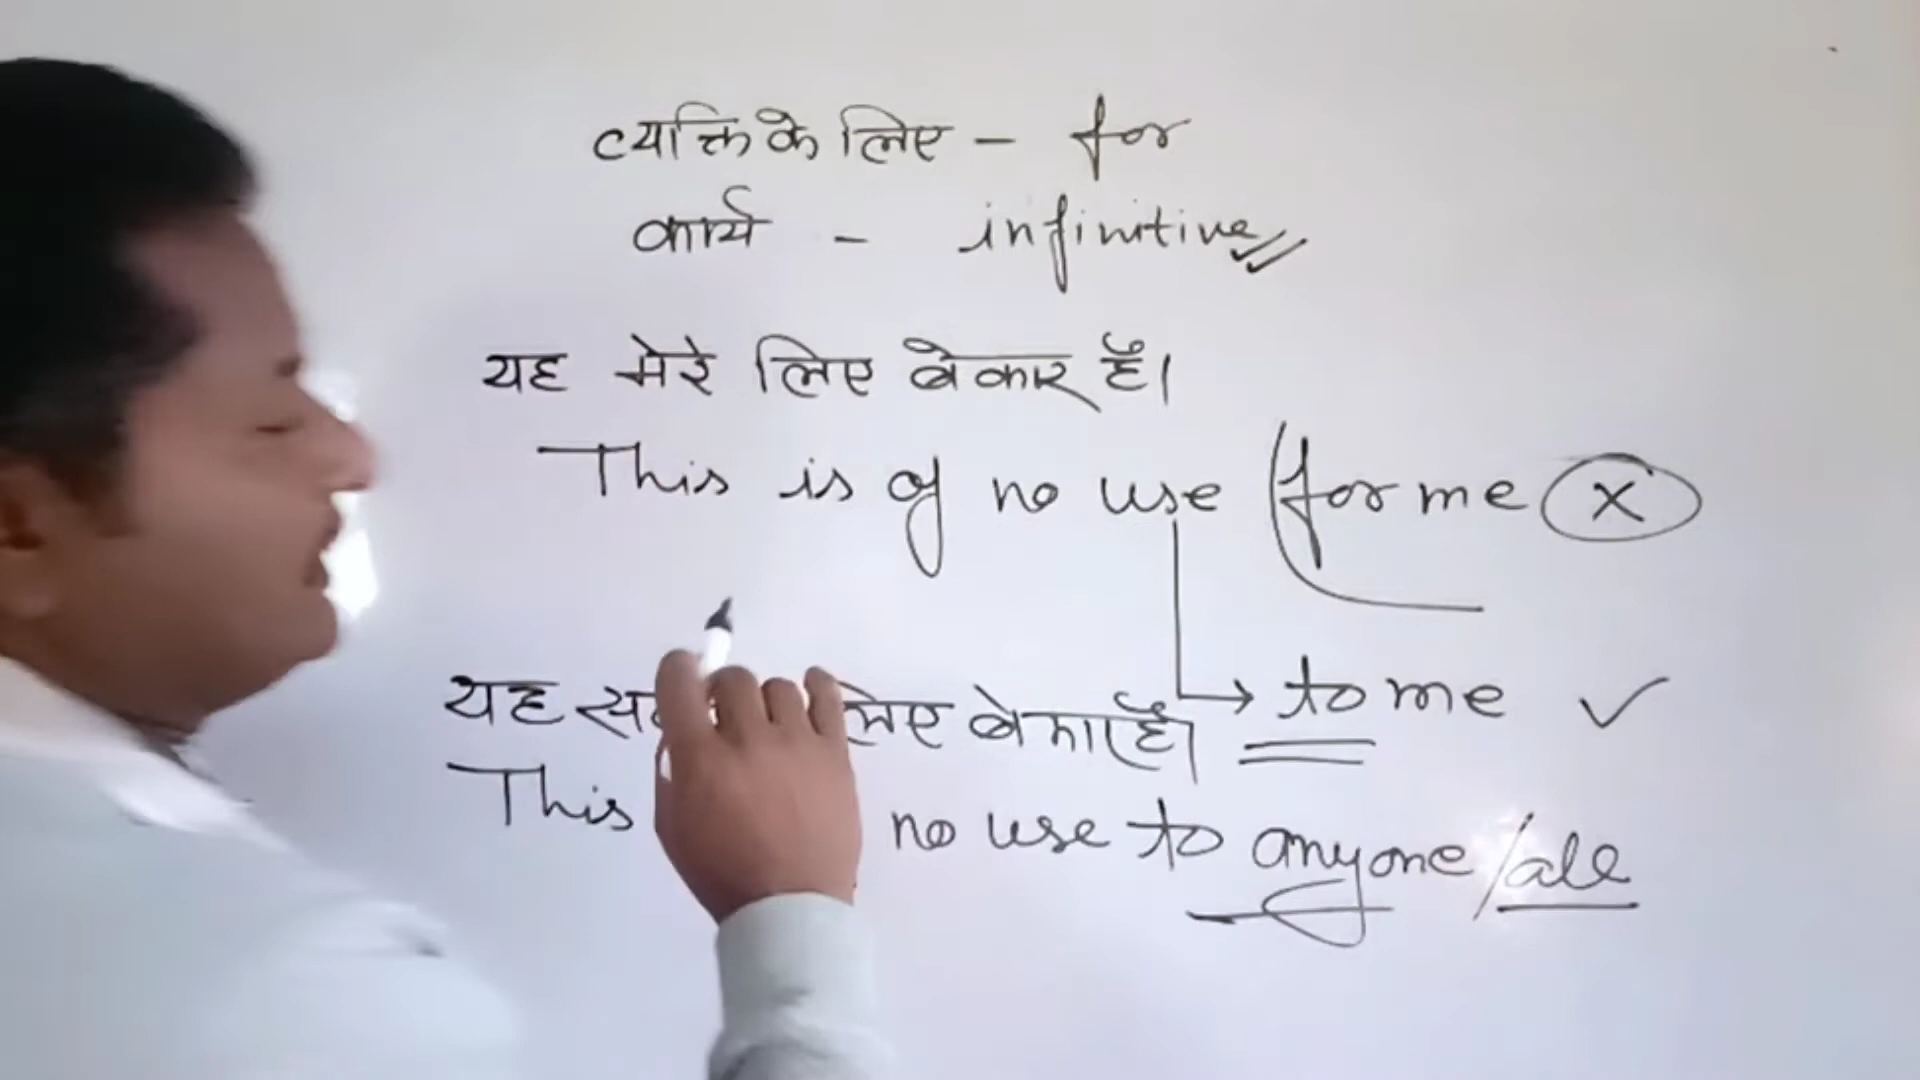 व्यक्ति के लिए - for
कार्य - infinitive
यह मेरे लिए बेकार है।
This is of no use for me X
to me ✓
यह लिए बेकार है।
This no use to anyone/all